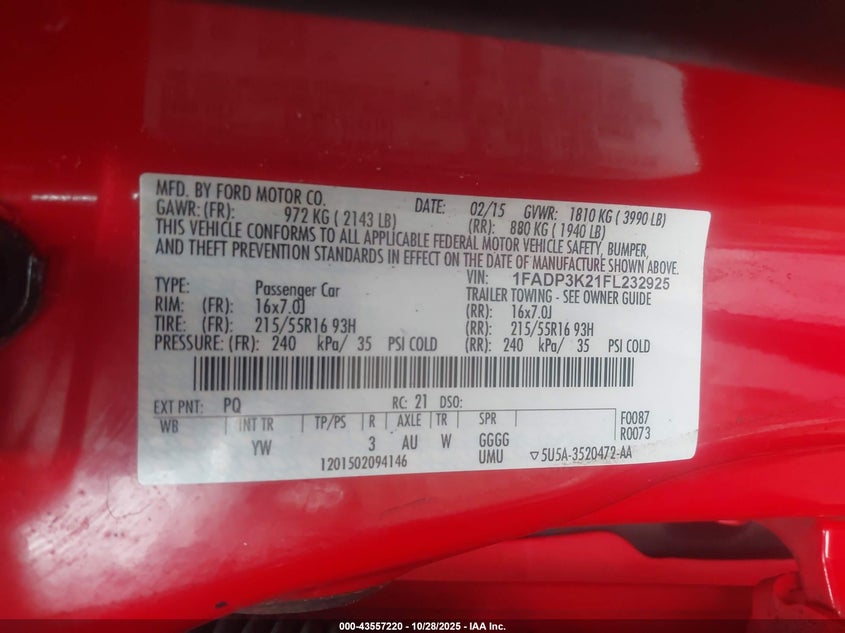 MFD. BY FORD MOTOR CO. DATE: 02/15 GVWR: 1810 KG ( 3990 LB)
GAWR: (FR): 972 KG ( 2143 LB) (RR): 880 KG ( 1940 LB)
THIS VEHICLE CONFORMS TO ALL APPLICABLE FEDERAL MOTOR VEHICLE SAFETY, BUMPER,
AND THEFT PREVENTION STANDARDS IN EFFECT ON THE DATE OF MANUFACTURE SHOWN ABOVE.
VIN: 1FADP3K21FL232925
TYPE: Passenger Car TRAILER TOWING - SEE OWNER GUIDE
RIM: (FR): 16x7.0J (RR): 16x7.0J
TIRE: (FR): 215/55R16 93H (RR): 215/55R16 93H
PRESSURE: (FR): 240 kPa/ 35 PSI COLD (RR): 240 kPa/ 35 PSI COLD
EXT PNT: PQ RC: 21 DSO:
WB INT TR TP/PS R AXLE TR SPR F0087
YW 3 AU W GGGG R0073
1201502094146 UMU ▽5U5A-3520472-AA
000-43557220 - 10/28/2025 - IAA Inc.